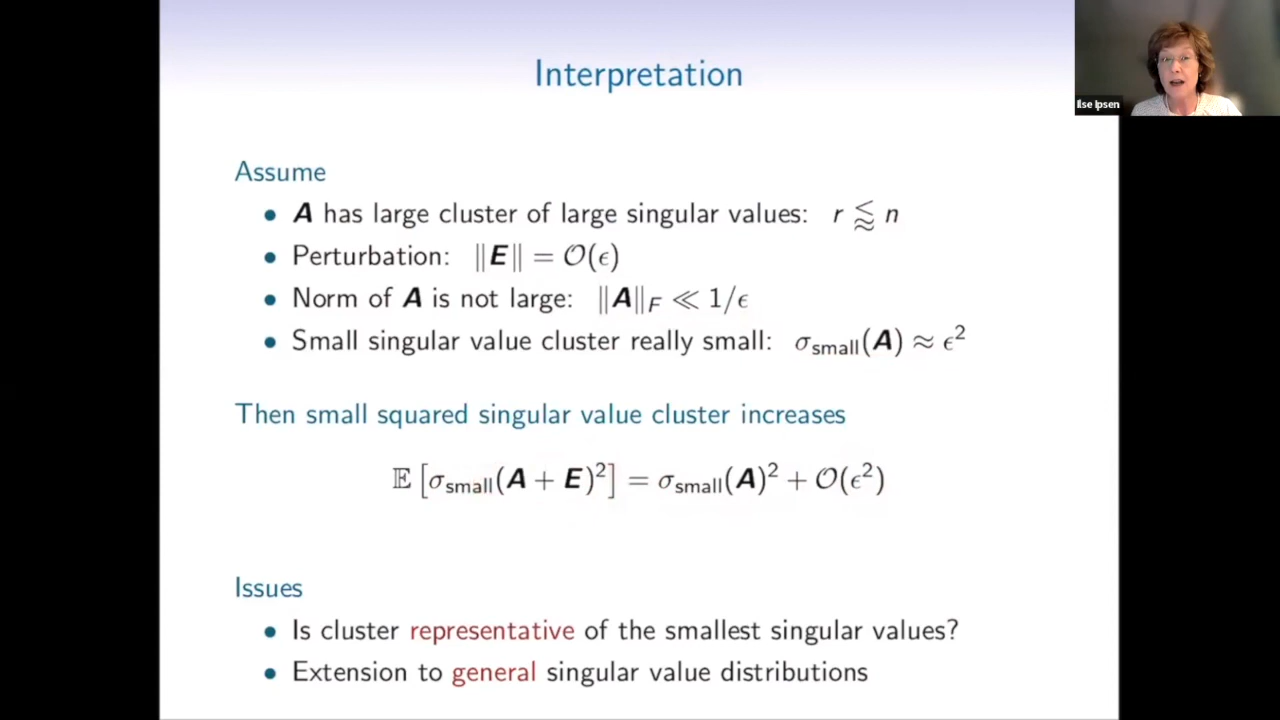 Interpretation
Ilse Ipsen
Assume
• A has large cluster of large singular values: r ⪅ n
• Perturbation: ‖E‖ = O(ϵ)
• Norm of A is not large: ‖A‖_F ≪ 1/ϵ
• Small singular value cluster really small: σ_small(A) ≈ ϵ²
Then small squared singular value cluster increases
𝔼 [σ_small(A + E)²] = σ_small(A)² + O(ϵ²)
Issues
• Is cluster representative of the smallest singular values?
• Extension to general singular value distributions